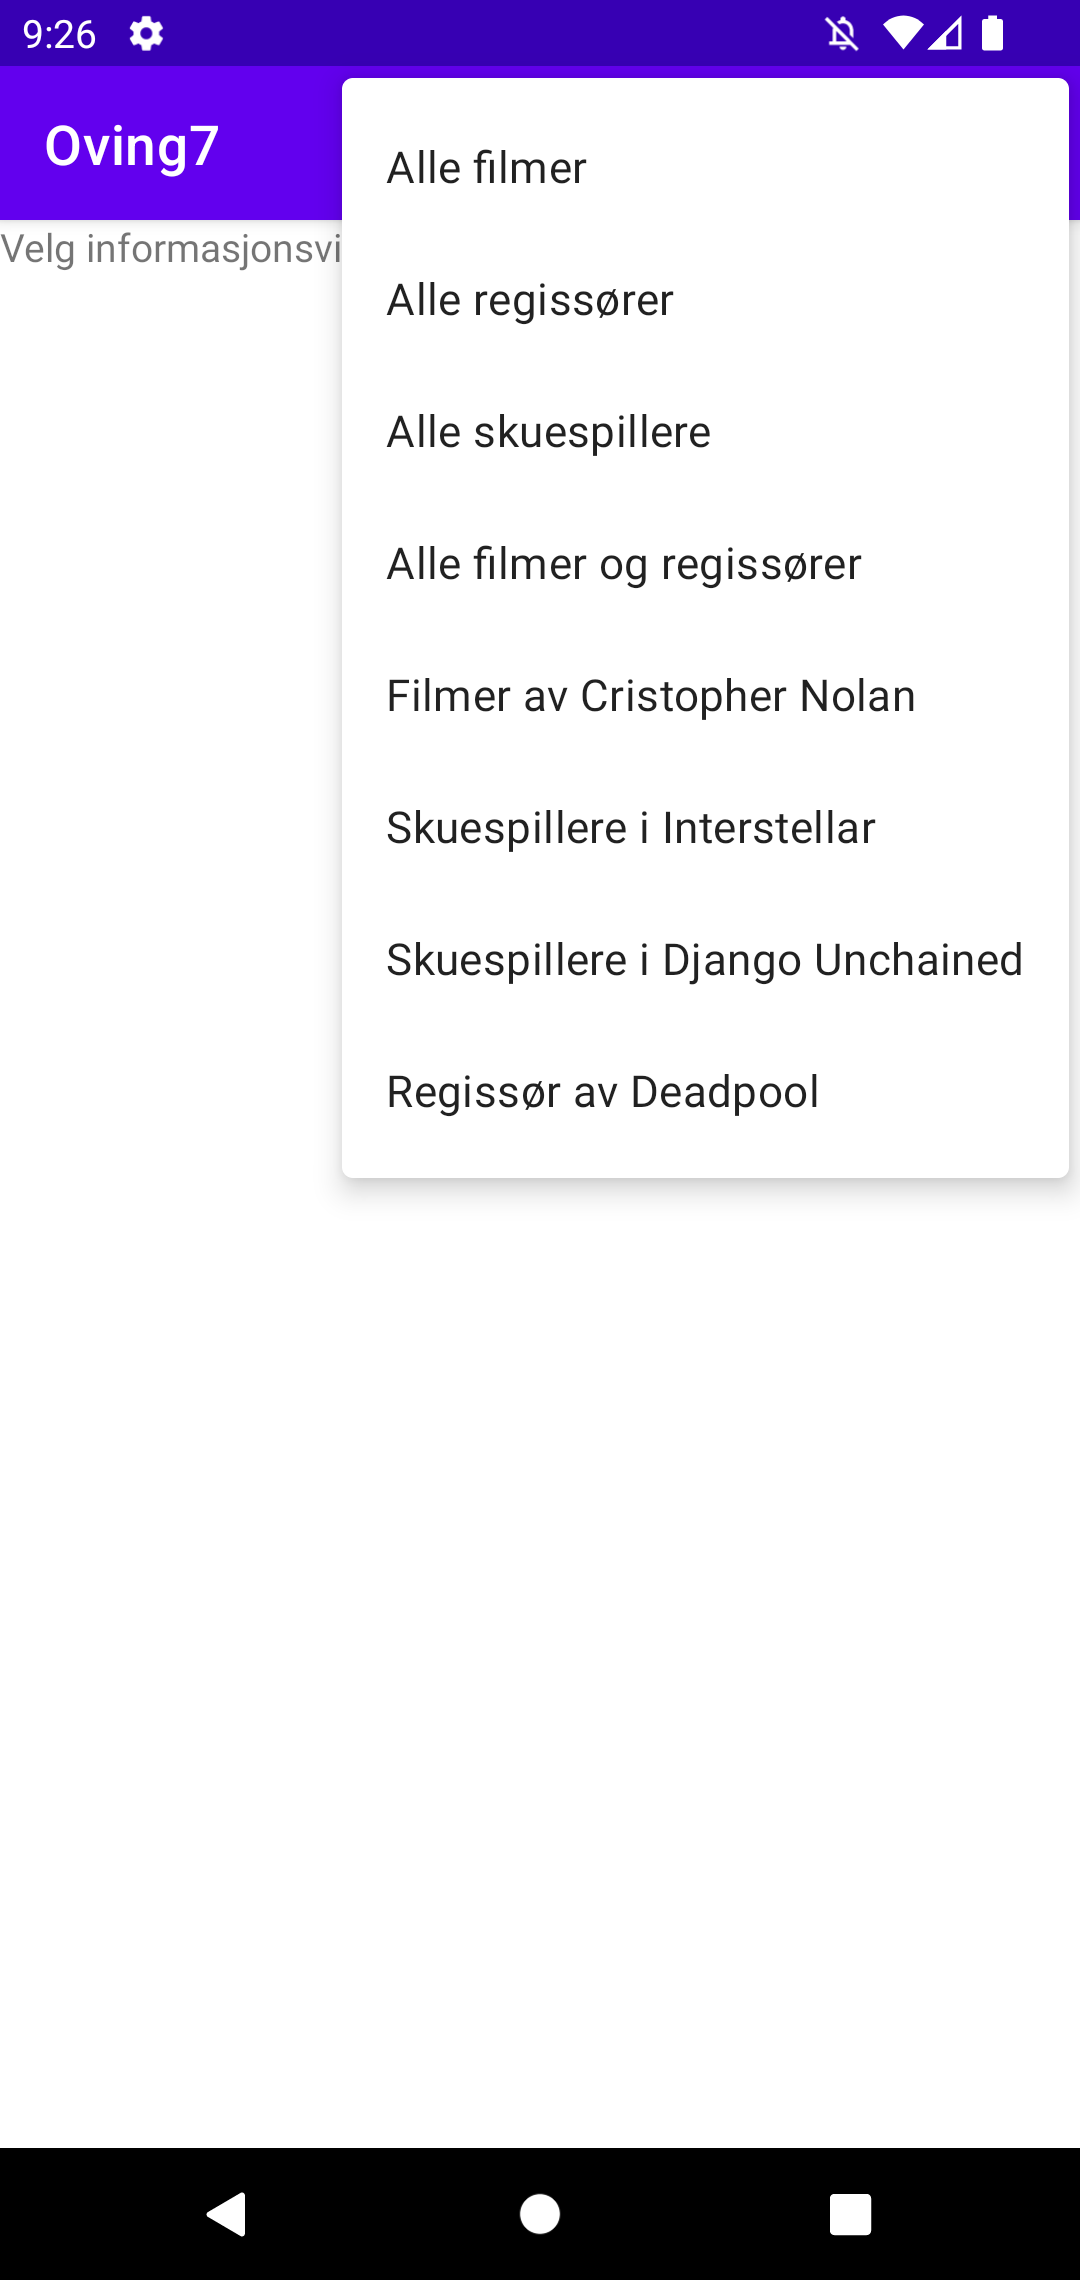 9:26
Oving7
Velg informasjonsvi
Alle filmer
Alle regissører
Alle skuespillere
Alle filmer og regissører
Filmer av Cristopher Nolan
Skuespillere i Interstellar
Skuespillere i Django Unchained
Regissør av Deadpool